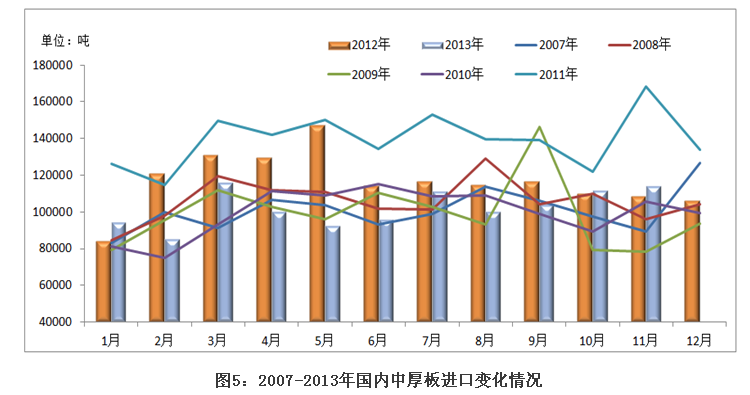 单位：吨
2012年 2013年 2007年 2008年
2009年 2010年 2011年
180000
160000
140000
120000
100000
80000
60000
40000
1月 2月 3月 4月 5月 6月 7月 8月 9月 10月 11月 12月
图5：2007-2013年国内中厚板进口变化情况